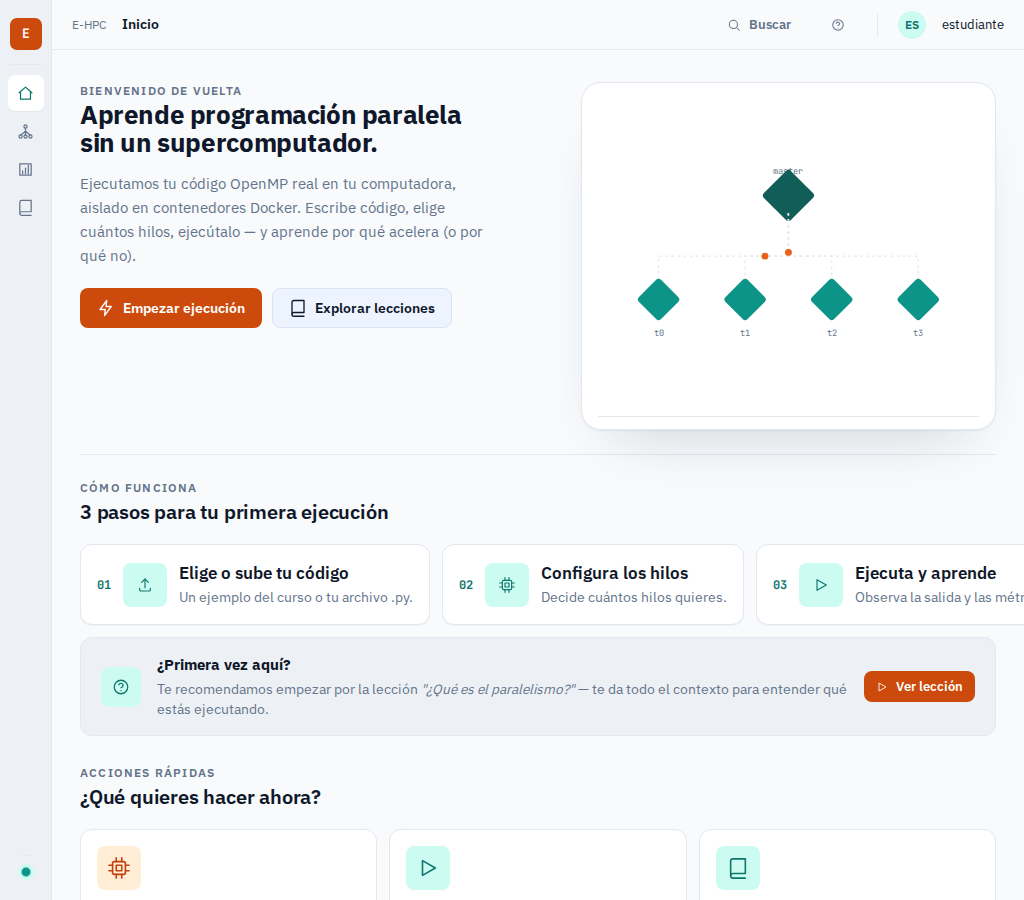 E
E-HPC Inicio
Buscar
ES estudiante
BIENVENIDO DE VUELTA
Aprende programación paralela
sin un supercomputador.
Ejecutamos tu código OpenMP real en tu computadora,
aislado en contenedores Docker. Escribe código, elige
cuántos hilos, ejecútalo — y aprende por qué acelera (o por
qué no).
Empezar ejecución
Explorar lecciones
master
t0 t1 t2 t3
CÓMO FUNCIONA
3 pasos para tu primera ejecución
01
Elige o sube tu código
Un ejemplo del curso o tu archivo .py.
02
Configura los hilos
Decide cuántos hilos quieres.
03
Ejecuta y aprende
Observa la salida y las
¿Primera vez aquí?
Te recomendamos empezar por la lección "¿Qué es el paralelismo?" — te da todo el contexto para entender qué
estás ejecutando.
Ver lección
ACCIONES RÁPIDAS
¿Qué quieres hacer ahora?